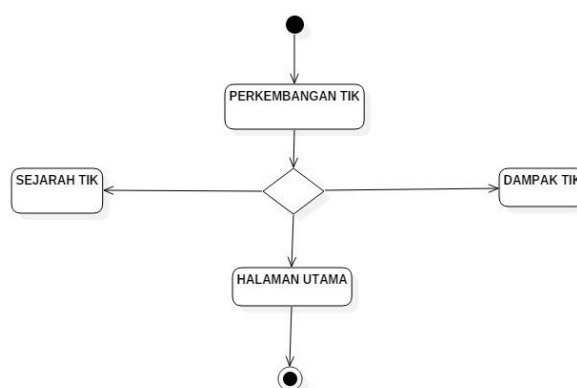 PERKEMBANGAN TIK
SEJARAH TIK
DAMPAK TIK
HALAMAN UTAMA